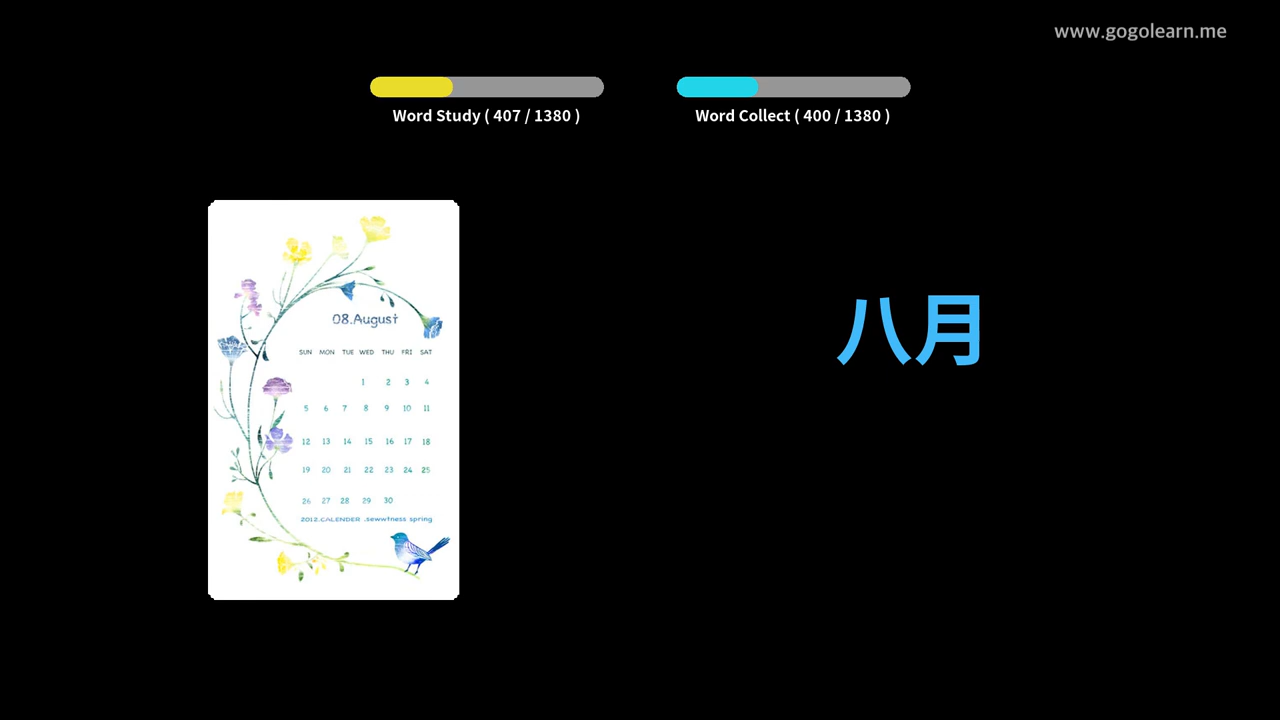 www.gogolearn.me
Word Study ( 407 / 1380 )
Word Collect ( 400 / 1380 )
08.August
SUN MON TUE WED THU FRI SAT
1 2 3 4
5 6 7 8 9 10 11
12 13 14 15 16 17 18
19 20 21 22 23 24 25
26 27 28 29 30
2012.CALENDER .sewwtness spring
八月